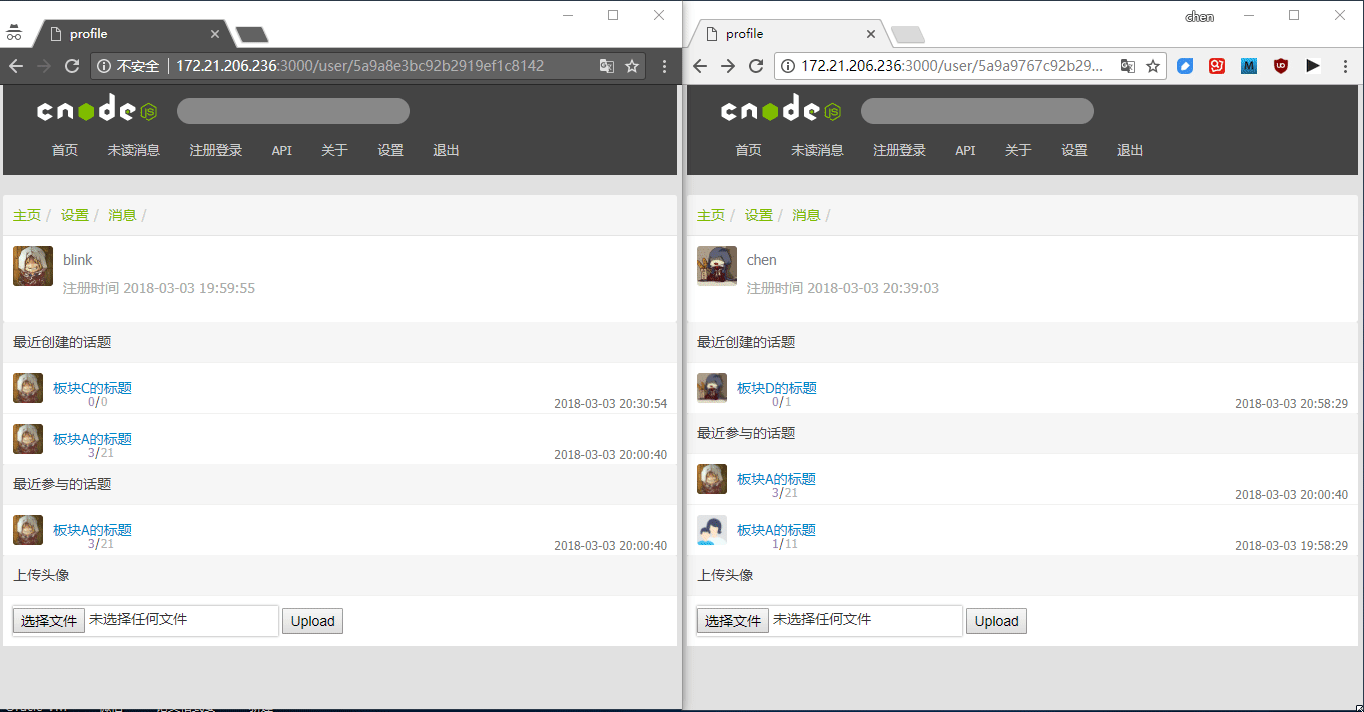 profile
不安全 172.21.206.236:3000/user/5a9a8e3bc92b2919ef1c8142
cnode JS
首页 未读消息 注册登录 API 关于 设置 退出
主页 / 设置 / 消息 /
blink
注册时间 2018-03-03 19:59:55
最近创建的话题
板块C的标题
0/0 2018-03-03 20:30:54
板块A的标题
3/21 2018-03-03 20:00:40
最近参与的话题
板块A的标题
3/21 2018-03-03 20:00:40
上传头像
选择文件 未选择任何文件 Upload
chen
profile
172.21.206.236:3000/user/5a9a9767c92b29...
cnode JS
首页 未读消息 注册登录 API 关于 设置 退出
主页 / 设置 / 消息 /
chen
注册时间 2018-03-03 20:39:03
最近创建的话题
板块D的标题
0/1 2018-03-03 20:58:29
最近参与的话题
板块A的标题
3/21 2018-03-03 20:00:40
板块A的标题
1/11 2018-03-03 19:58:29
上传头像
选择文件 未选择任何文件 Upload